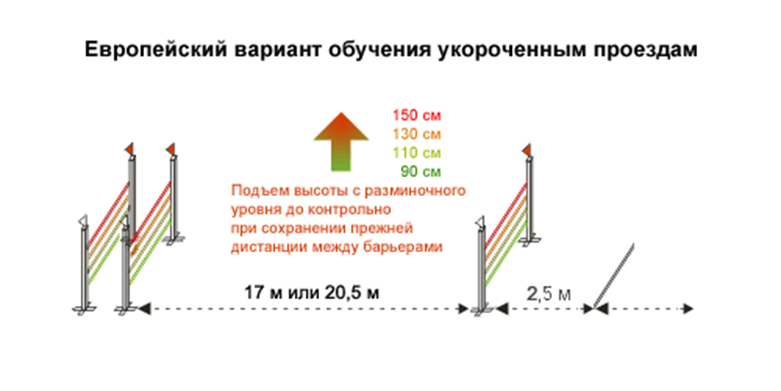 Европейский вариант обучения укороченным проездам
150 см
130 см
110 см
90 см
Подъем высоты с разминочного
уровня до контрольно
при сохранении прежней
дистанции между барьерами
17 м или 20,5 м
2,5 м